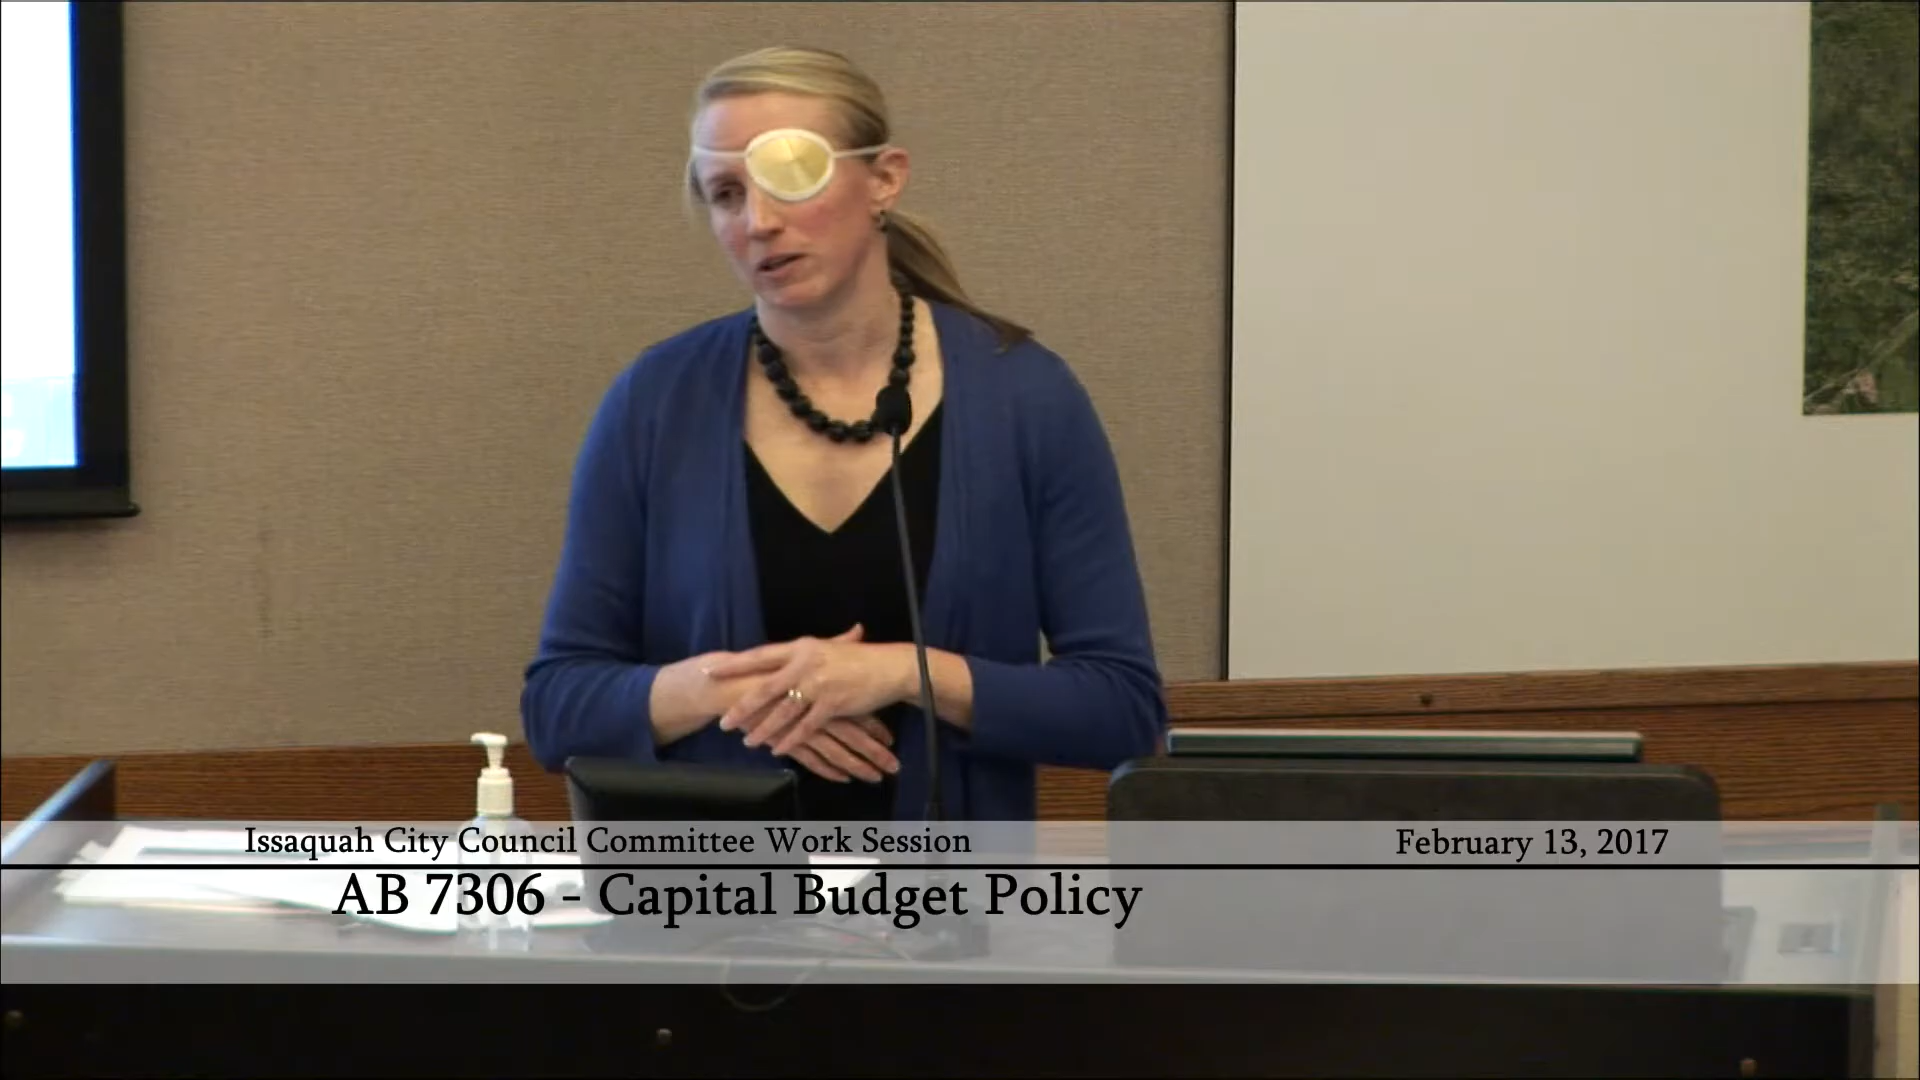 Issaquah City Council Committee Work Session
February 13, 2017
AB 7306 - Capital Budget Policy